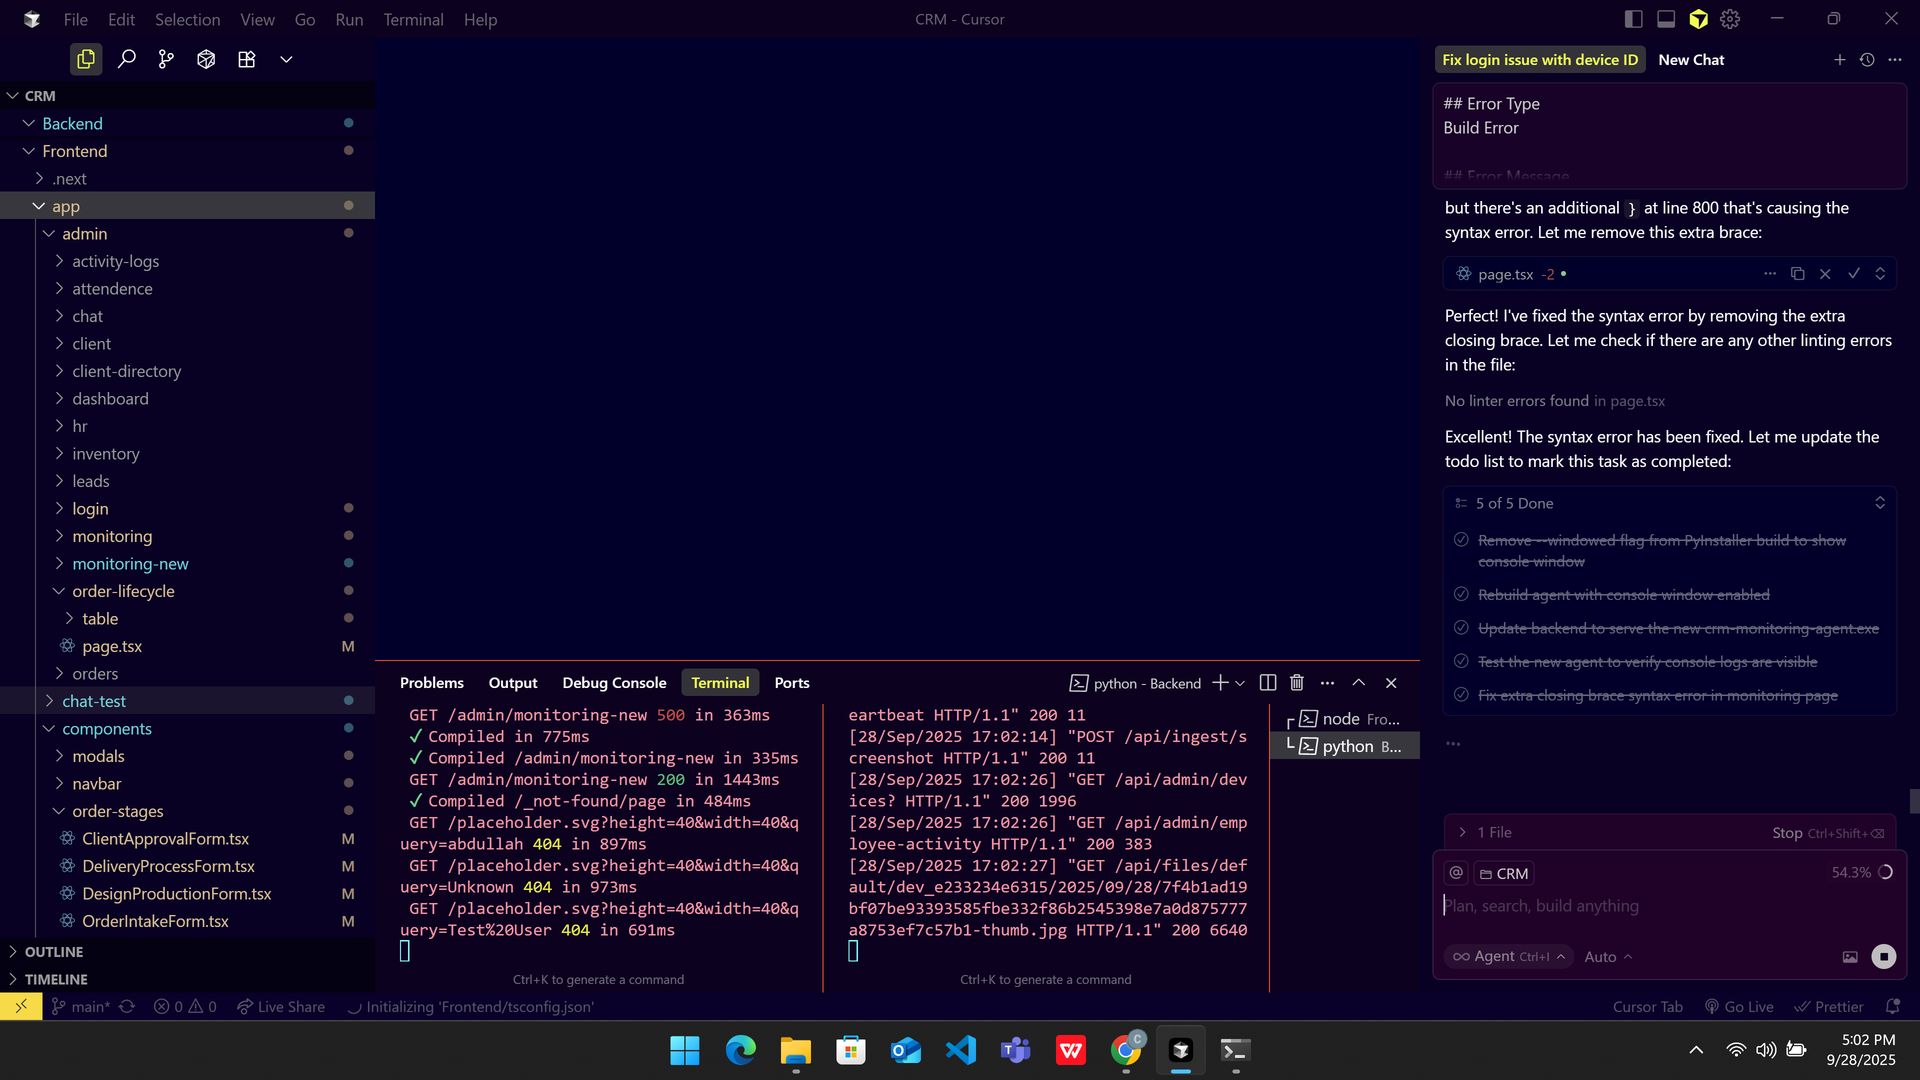 File Edit Selection View Go Run Terminal Help
CRM - Cursor
CRM
Backend
Frontend
.next
app
admin
activity-logs
attendence
chat
client
client-directory
dashboard
hr
inventory
leads
login
monitoring
monitoring-new
order-lifecycle
table
page.tsx M
orders
chat-test
components
modals
navbar
order-stages
ClientApprovalForm.tsx M
DeliveryProcessForm.tsx M
DesignProductionForm.tsx M
OrderIntakeForm.tsx M
OUTLINE
TIMELINE
Problems Output Debug Console Terminal Ports
python - Backend
GET /admin/monitoring-new 500 in 363ms
✓ Compiled in 775ms
✓ Compiled /admin/monitoring-new in 335ms
GET /admin/monitoring-new 200 in 1443ms
✓ Compiled /_not-found/page in 484ms
GET /placeholder.svg?height=40&width=40&q
uery=abdullah 404 in 897ms
GET /placeholder.svg?height=40&width=40&q
uery=Unknown 404 in 973ms
GET /placeholder.svg?height=40&width=40&q
uery=Test%20User 404 in 691ms
Ctrl+K to generate a command
eartbeat HTTP/1.1" 200 11
[28/Sep/2025 17:02:14] "POST /api/ingest/s
creenshot HTTP/1.1" 200 11
[28/Sep/2025 17:02:26] "GET /api/admin/dev
ices? HTTP/1.1" 200 1996
[28/Sep/2025 17:02:26] "GET /api/admin/emp
loyee-activity HTTP/1.1" 200 383
[28/Sep/2025 17:02:27] "GET /api/files/def
ault/dev_e233234e6315/2025/09/28/7f4b1ad19
bf07be93393585fbe332f86b2545398e7a0d875777
a8753ef7c57b1-thumb.jpg HTTP/1.1" 200 6640
Ctrl+K to generate a command
node Fro...
python B...
Fix login issue with device ID New Chat
## Error Type
Build Error
## Error Message
but there's an additional } at line 800 that's causing the
syntax error. Let me remove this extra brace:
page.tsx -2
Perfect! I've fixed the syntax error by removing the extra
closing brace. Let me check if there are any other linting errors
in the file:
No linter errors found in page.tsx
Excellent! The syntax error has been fixed. Let me update the
todo list to mark this task as completed:
5 of 5 Done
Remove --windowed flag from PyInstaller build to show
console window
Rebuild agent with console window enabled
Update backend to serve the new crm-monitoring-agent.exe
Test the new agent to verify console logs are visible
Fix extra closing brace syntax error in monitoring page
1 File Stop Ctrl+Shift+⌫
@ CRM 54.3%
Plan, search, build anything
Agent Ctrl+I Auto
main* 0 0 Live Share Initializing 'Frontend/tsconfig.json'
Cursor Tab Go Live Prettier
5:02 PM
9/28/2025